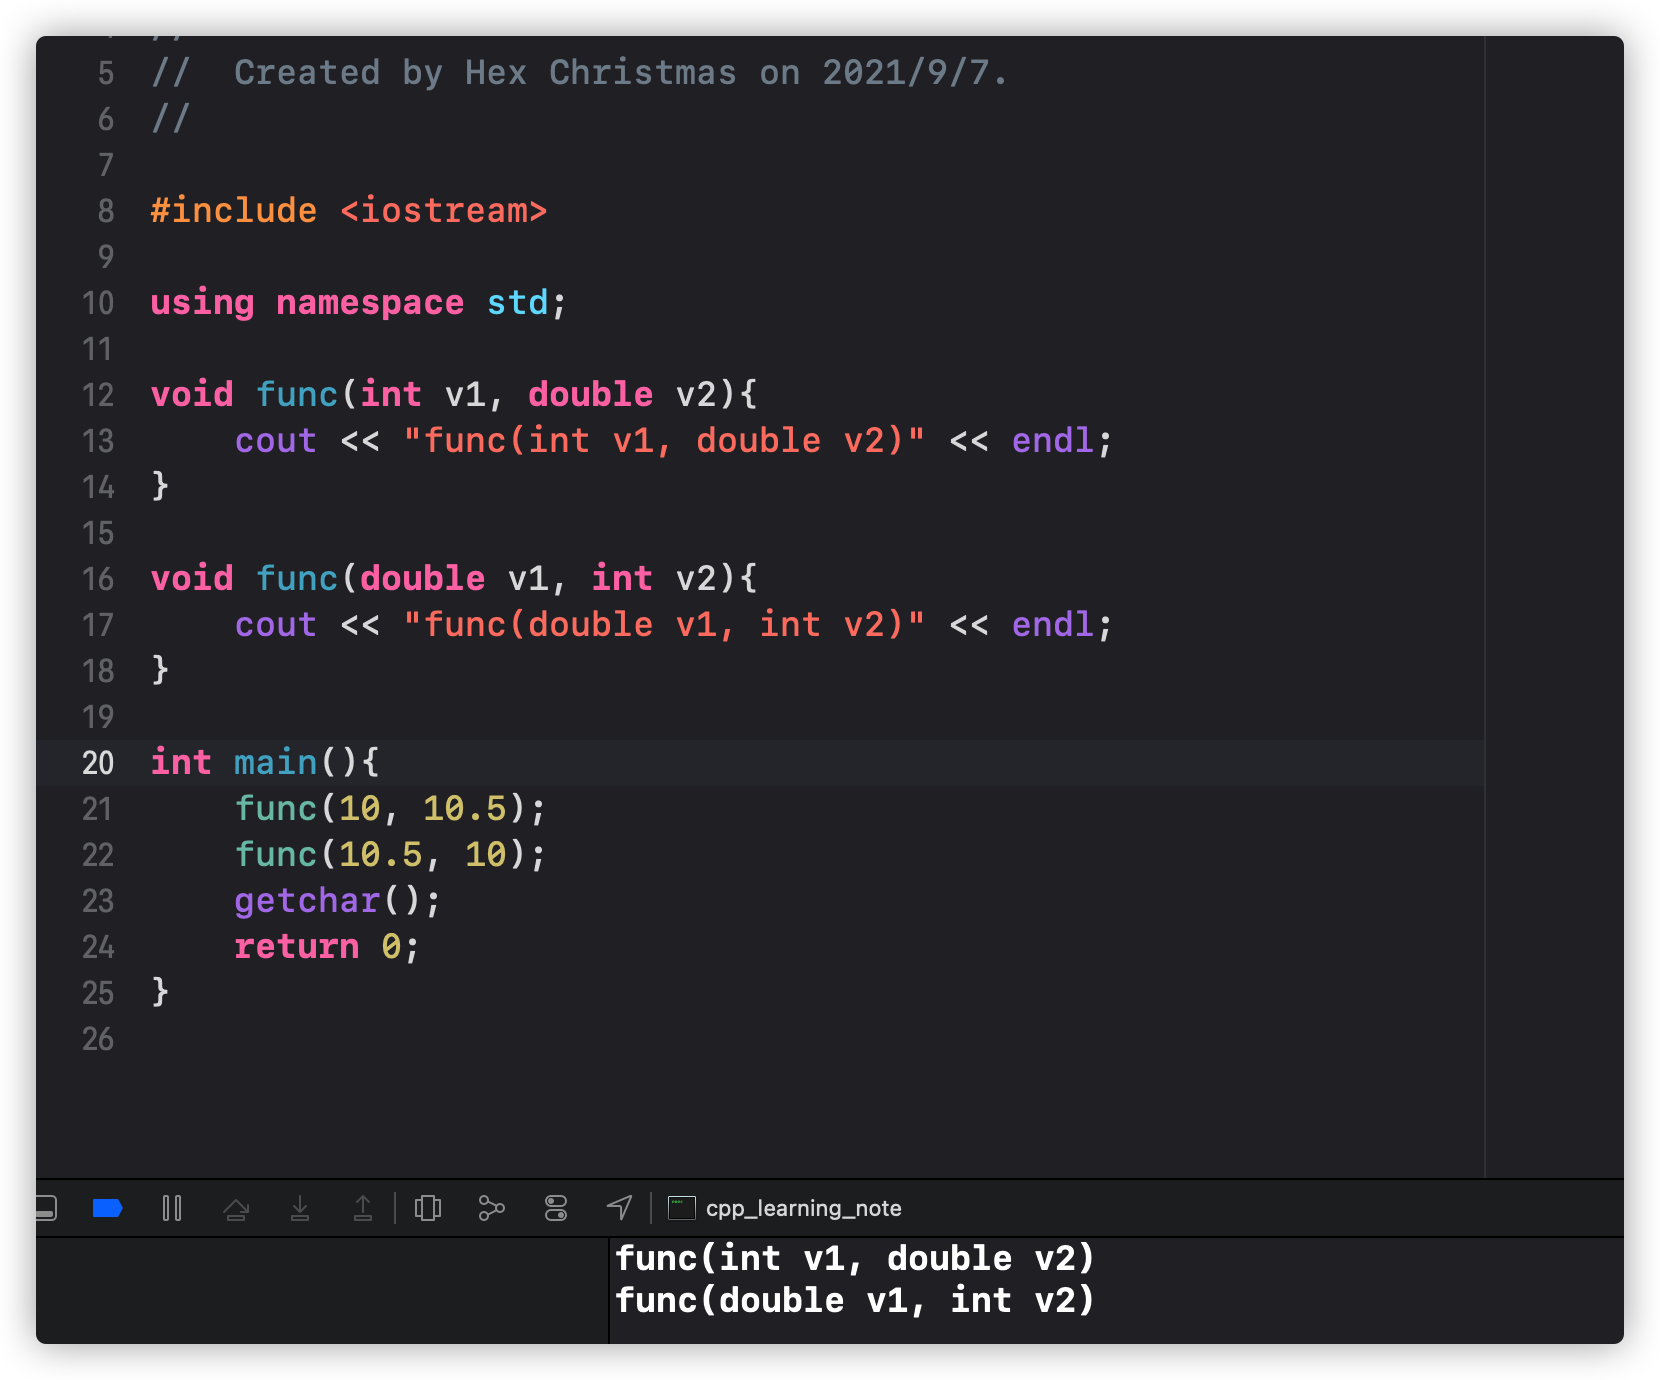 5 //  Created by Hex Christmas on 2021/9/7.
6 //
7
8 #include <iostream>
9
10 using namespace std;
11
12 void func(int v1, double v2){
13     cout << "func(int v1, double v2)" << endl;
14 }
15
16 void func(double v1, int v2){
17     cout << "func(double v1, int v2)" << endl;
18 }
19
20 int main(){
21     func(10, 10.5);
22     func(10.5, 10);
23     getchar();
24     return 0;
25 }
26
cpp_learning_note
func(int v1, double v2)
func(double v1, int v2)